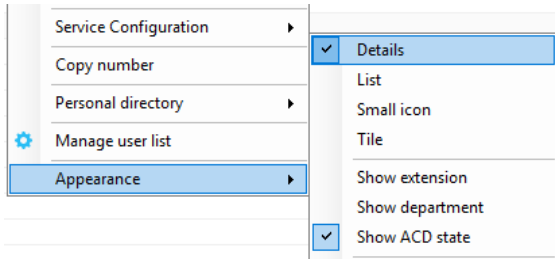 Service Configuration
Copy number
Personal directory
Manage user list
Appearance
Details
List
Small icon
Tile
Show extension
Show department
Show ACD state